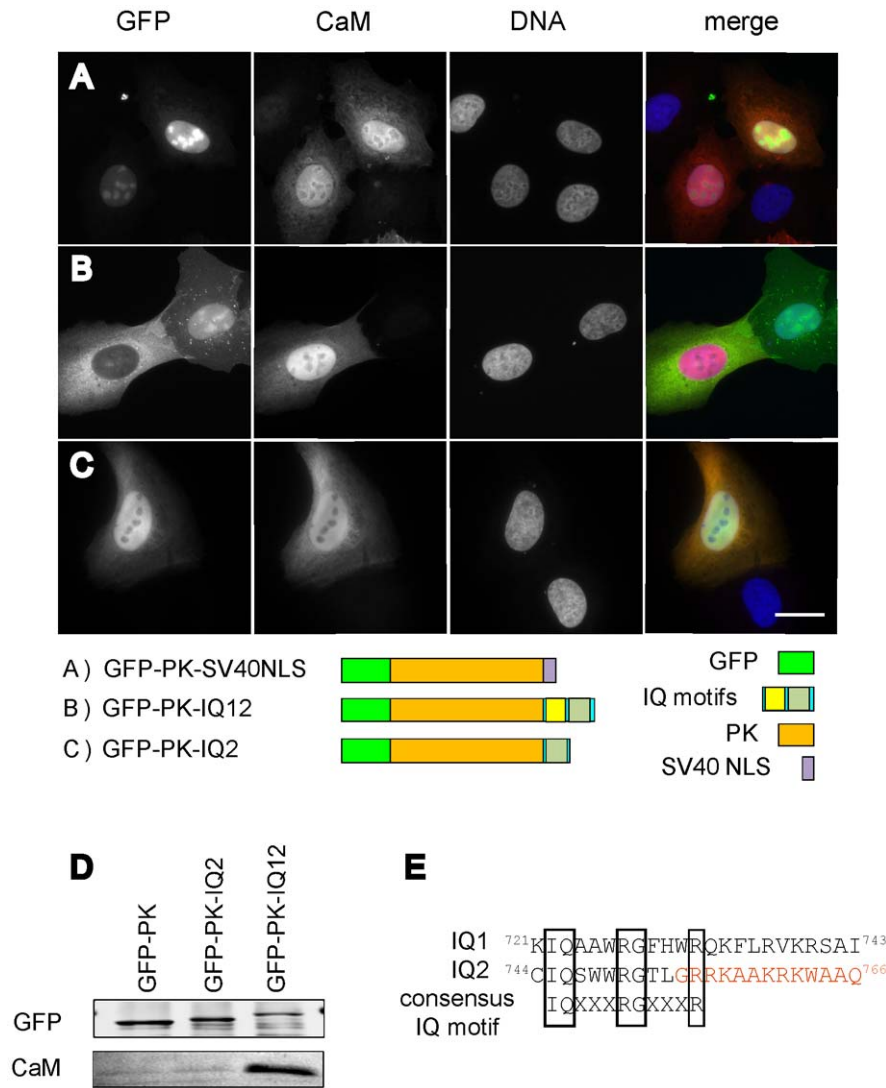 GFP CaM DNA merge
A
B
C
A) GFP-PK-SV40NLS
B) GFP-PK-IQ12
C) GFP-PK-IQ2
GFP
IQ motifs
PK
SV40 NLS
D
GFP-PK
GFP-PK-IQ2
GFP-PK-IQ12
GFP
CaM
E
IQ1 721KIQAAWRGFHWRQKFLRVKRSAI743
IQ2 744CIQSWWRGTLGRRKAAKRKWAAQ766
consensus IQXXXRGXXXR
IQ motif